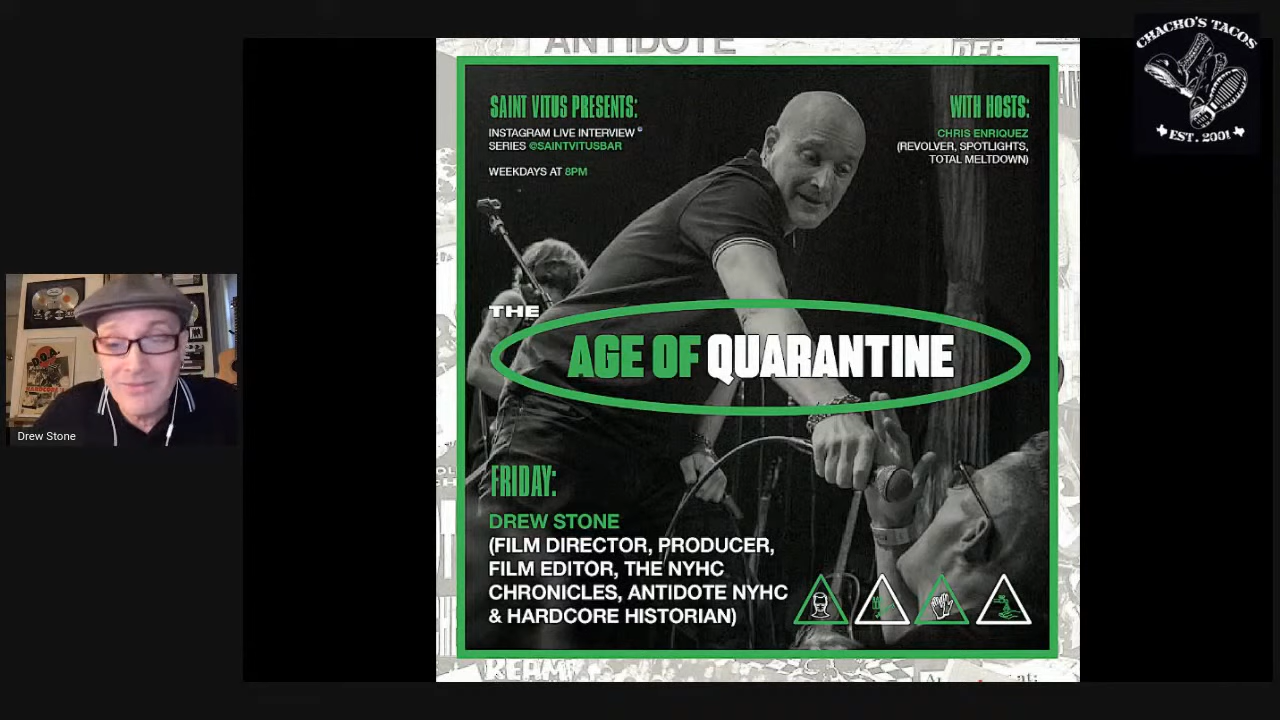 ANTIDOTE
CHACHO'S TACOS
EST. 2001
SAINT VITUS PRESENTS:
INSTAGRAM LIVE INTERVIEW
SERIES @SAINTVITUSBAR
WEEKDAYS AT 8PM
WITH HOSTS:
CHRIS ENRIQUEZ
(REVOLVER, SPOTLIGHTS,
TOTAL MELTDOWN)
THE
AGE OF QUARANTINE
D.O.A.
HARDCORE
Drew Stone
FRIDAY:
DREW STONE
(FILM DIRECTOR, PRODUCER,
FILM EDITOR, THE NYHC
CHRONICLES, ANTIDOTE NYHC
& HARDCORE HISTORIAN)